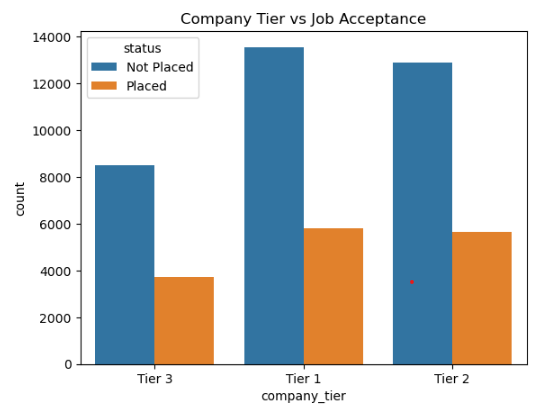 Company Tier vs Job Acceptance
status
Not Placed
Placed
count
14000
12000
10000
8000
6000
4000
2000
0
Tier 3 Tier 1 Tier 2
company_tier